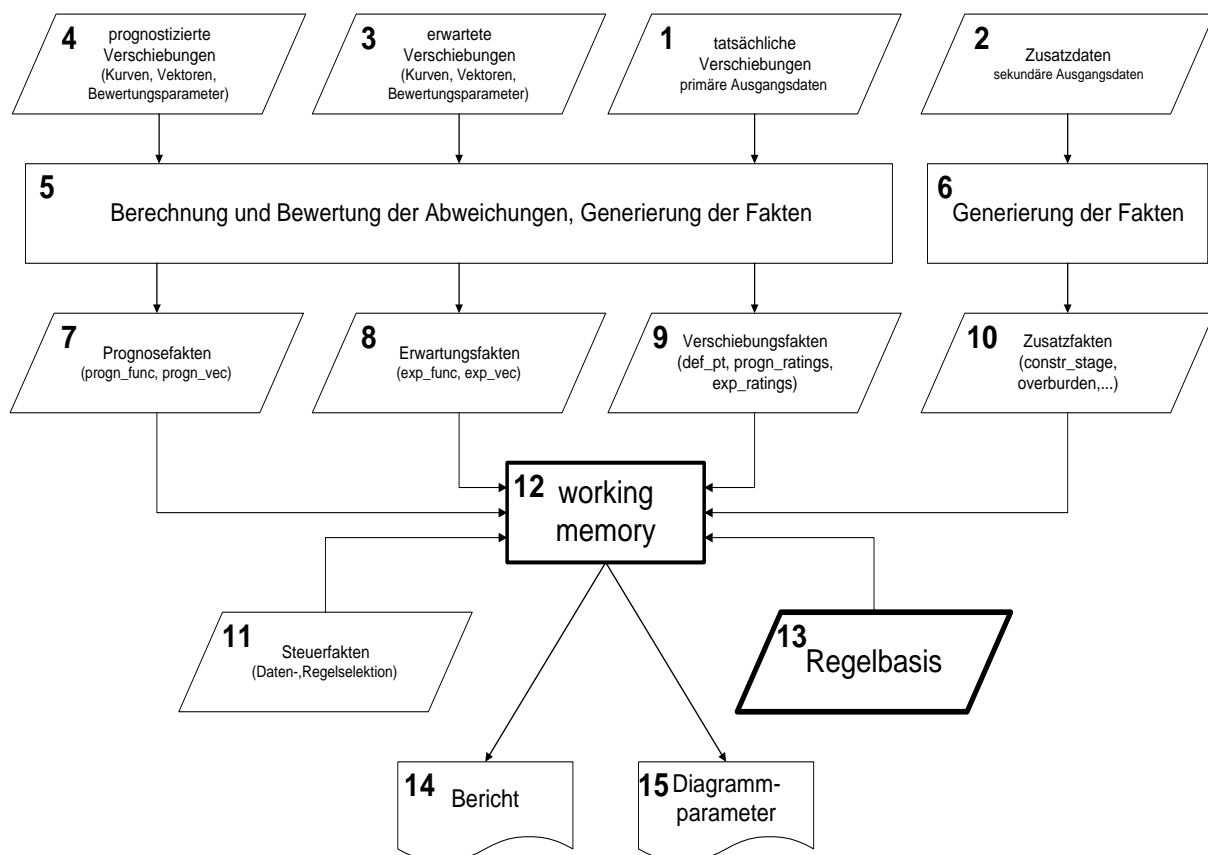 4
prognostizierte
Verschiebungen
(Kurven, Vektoren,
Bewertungsparameter)
3
erwartete
Verschiebungen
(Kurven, Vektoren,
Bewertungsparameter)
1
tatsächliche
Verschiebungen
primäre Ausgangsdaten
2
Zusatzdaten
sekundäre Ausgangsdaten
5
Berechnung und Bewertung der Abweichungen, Generierung der Fakten
6
Generierung der Fakten
7
Prognosefakten
(progn_func, progn_vec)
8
Erwartungsfakten
(exp_func, exp_vec)
9
Verschiebungsfakten
(def_pt, progn_ratings,
exp_ratings)
10
Zusatzfakten
(constr_stage,
overburden,...)
12
working
memory
11
Steuerfakten
(Daten-,Regelselektion)
13
Regelbasis
14
Bericht
15
Diagramm-
parameter